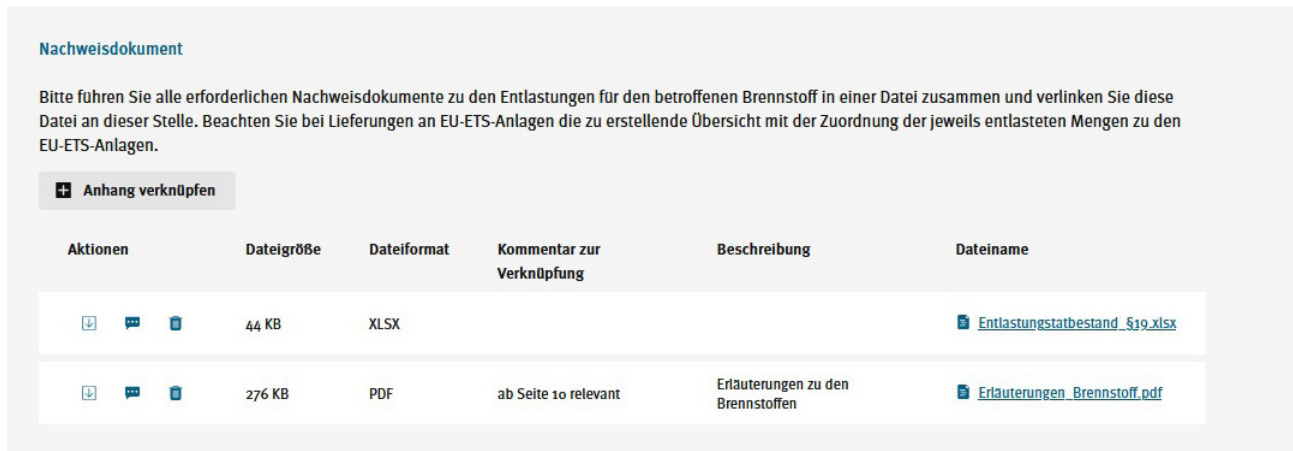 Nachweisdokument
Bitte führen Sie alle erforderlichen Nachweisdokumente zu den Entlastungen für den betroffenen Brennstoff in einer Datei zusammen und verlinken Sie diese
Datei an dieser Stelle. Beachten Sie bei Lieferungen an EU-ETS-Anlagen die zu erstellende Übersicht mit der Zuordnung der jeweils entlasteten Mengen zu den
EU-ETS-Anlagen.
Anhang verknüpfen
Aktionen Dateigröße Dateiformat Kommentar zur Verknüpfung Beschreibung Dateiname
44 KB XLSX Entlastungstatbestand_§19.xlsx
276 KB PDF ab Seite 10 relevant Erläuterungen zu den Brennstoffen Erläuterungen_Brennstoff.pdf